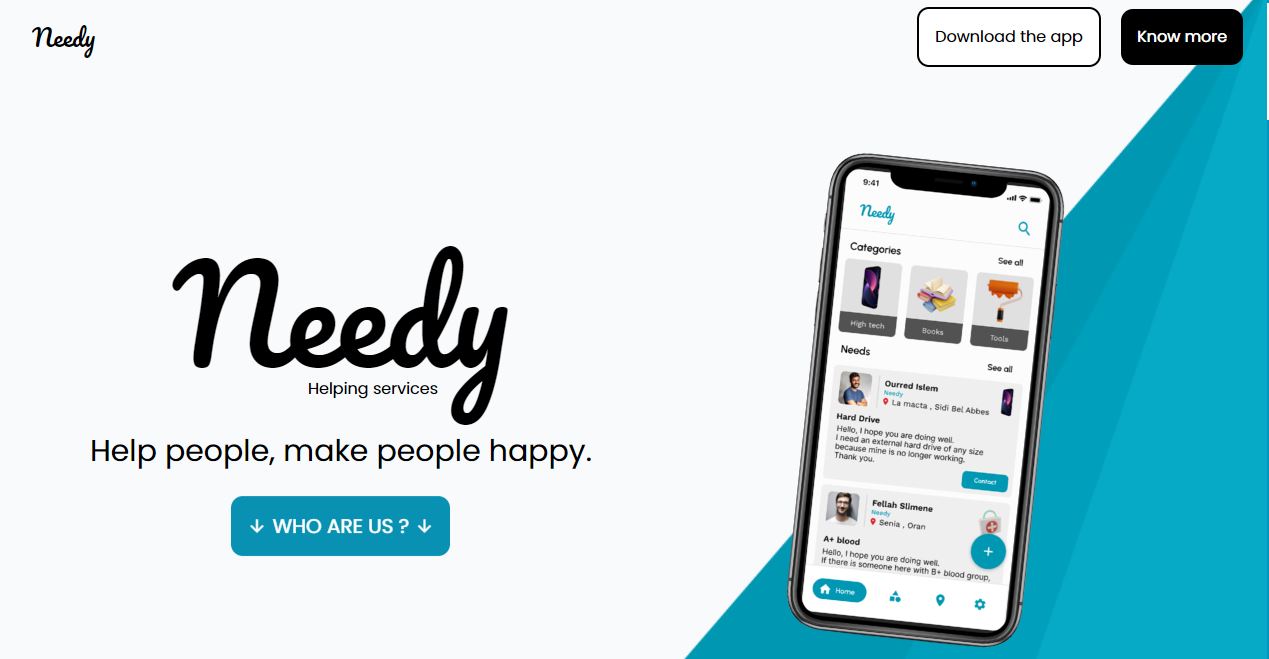 Needy
Download the app
Know more
Needy
Helping services
Help people, make people happy.
↓ WHO ARE US ? ↓
9:41
Needy
Categories
See all
High tech
Books
Tools
Needs
See all
Ourred Islem
Needy
La macta , Sidi Bel Abbes
Hard Drive
Hello, I hope you are doing well.
I need an external hard drive of any size
because mine is no longer working.
Thank you.
Contact
Fellah Slimene
Needy
Senia , Oran
A+ blood
Hello, I hope you are doing well.
If there is someone here with B+ blood group,
Home